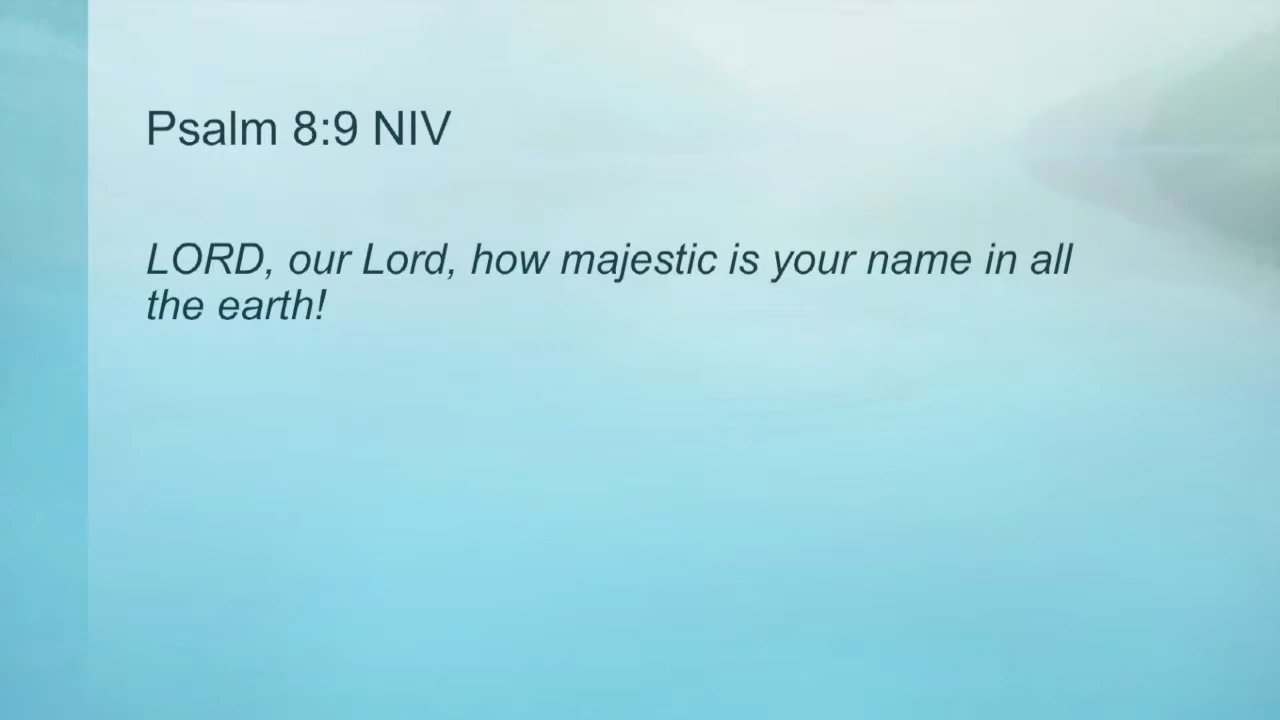 Psalm 8:9 NIV
LORD, our Lord, how majestic is your name in all
the earth!